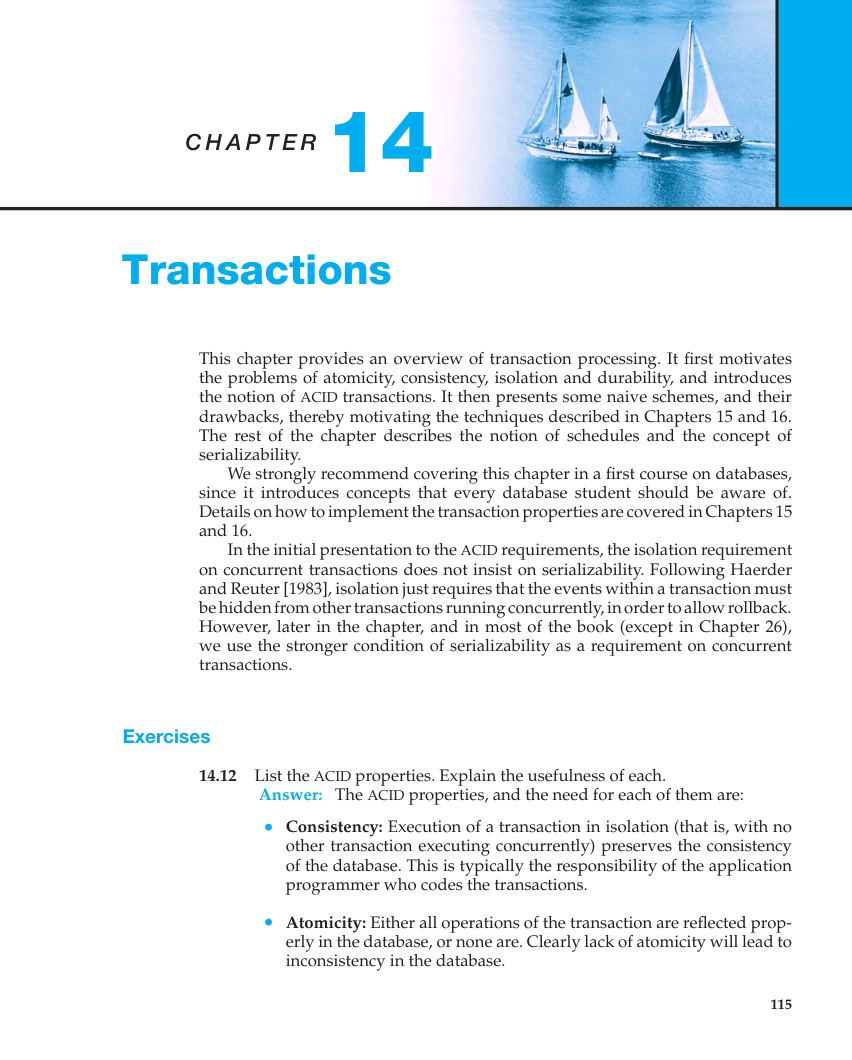 CHAPTER 14
Transactions
This chapter provides an overview of transaction processing. It first motivates
the problems of atomicity, consistency, isolation and durability, and introduces
the notion of ACID transactions. It then presents some naive schemes, and their
drawbacks, thereby motivating the techniques described in Chapters 15 and 16.
The rest of the chapter describes the notion of schedules and the concept of
serializability.
We strongly recommend covering this chapter in a first course on databases,
since it introduces concepts that every database student should be aware of.
Details on how to implement the transaction properties are covered in Chapters 15
and 16.
In the initial presentation to the ACID requirements, the isolation requirement
on concurrent transactions does not insist on serializability. Following Haerder
and Reuter [1983], isolation just requires that the events within a transaction must
be hidden from other transactions running concurrently, in order to allow rollback.
However, later in the chapter, and in most of the book (except in Chapter 26),
we use the stronger condition of serializability as a requirement on concurrent
transactions.
Exercises
14.12 List the ACID properties. Explain the usefulness of each.
Answer: The ACID properties, and the need for each of them are:
• Consistency: Execution of a transaction in isolation (that is, with no
other transaction executing concurrently) preserves the consistency
of the database. This is typically the responsibility of the application
programmer who codes the transactions.
• Atomicity: Either all operations of the transaction are reflected prop-
erly in the database, or none are. Clearly lack of atomicity will lead to
inconsistency in the database.
115